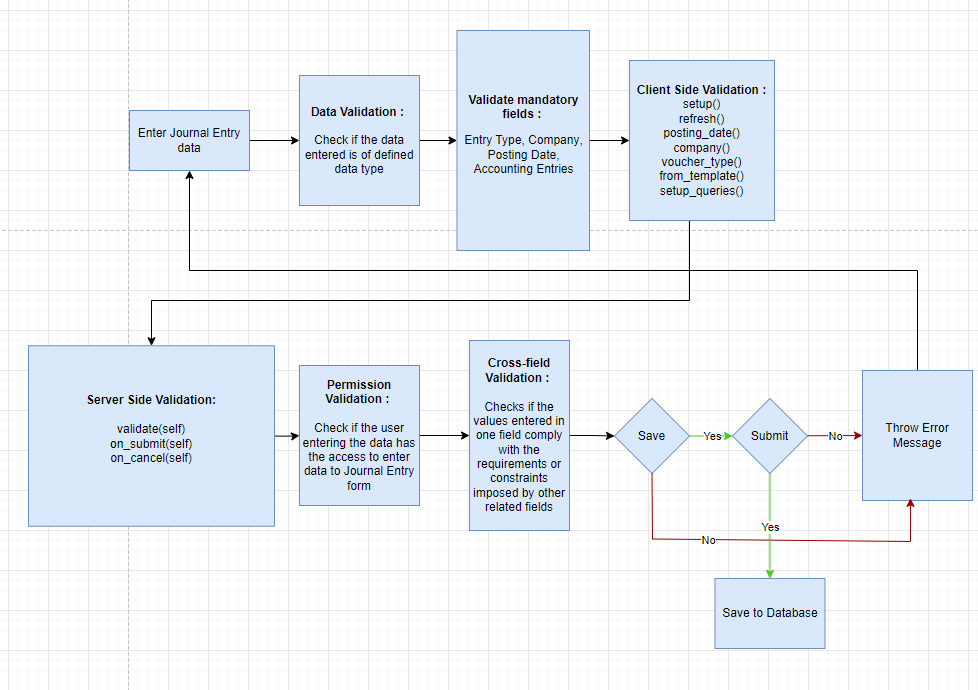 Enter Journal Entry
data
Data Validation :
Check if the data
entered is of defined
data type
Validate mandatory
fields :
Entry Type, Company,
Posting Date,
Accounting Entries
Client Side Validation :
setup()
refresh()
posting_date()
company()
voucher_type()
from_template()
setup_queries()
Server Side Validation:
validate(self)
on_submit(self)
on_cancel(self)
Permission
Validation :
Check if the user
entering the data has
the access to enter
data to Journal Entry
form
Cross-field
Validation :
Checks if the
values entered in
one field comply
with the
requirements or
constraints
imposed by other
related fields
Save
Yes
Submit
No
Throw Error
Message
Yes
No
Save to Database